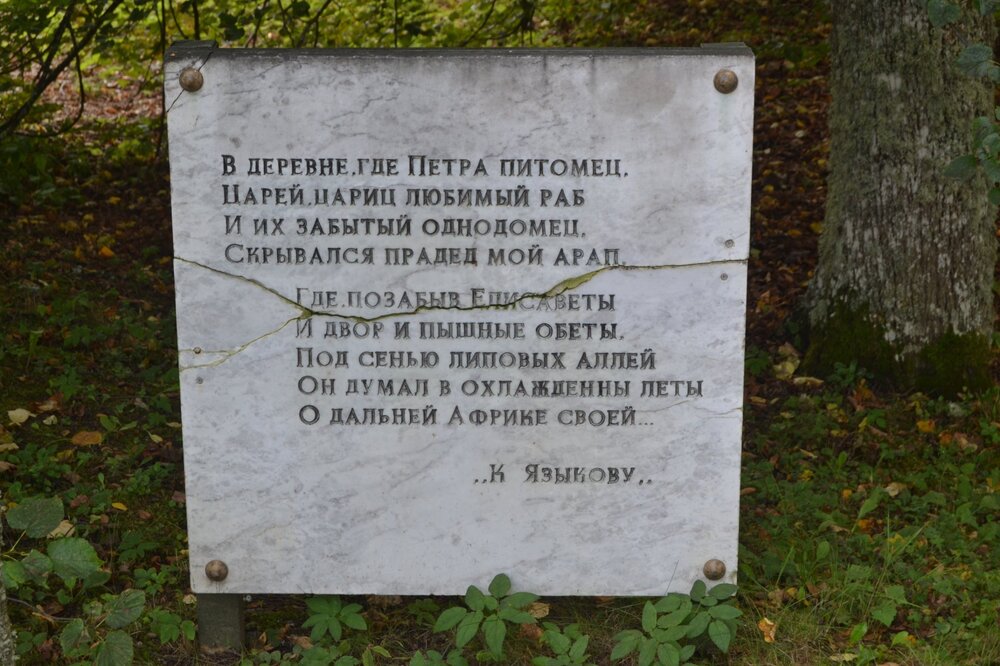 В деревне, где Петра питомец,
Царей, цариц любимый раб
И их забытый однодомец,
Скрывался прадед мой арап,
Где, позабыв Елисаветы
И двор и пышные обеты,
Под сенью липовых аллей
Он думал в охлажденны леты
О дальней Африке своей...
„К Языкову„